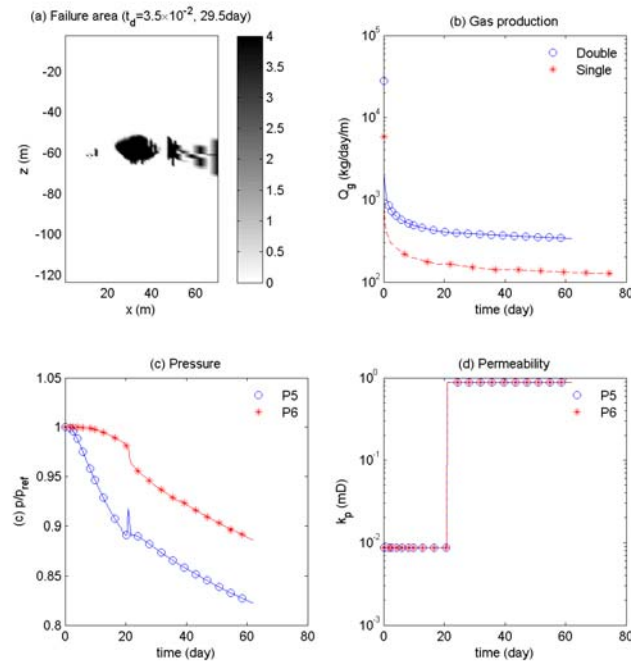 (a) Failure area (t_d=3.5×10^-2, 29.5day)
4
3.5
3
2.5
2
1.5
1
0.5
0
-20
-40
-60
-80
-100
-120
z (m)
20
40
60
x (m)
(b) Gas production
Double
Single
10^5
10^4
10^3
10^2
Q_g (kg/day/m)
0
20
40
60
80
time (day)
(c) Pressure
P5
P6
1.05
1
0.95
0.9
0.85
0.8
(c) p/p_ref
0
20
40
60
80
time (day)
(d) Permeability
P5
P6
10^0
10^-1
10^-2
10^-3
k_p (mD)
0
20
40
60
80
time (day)